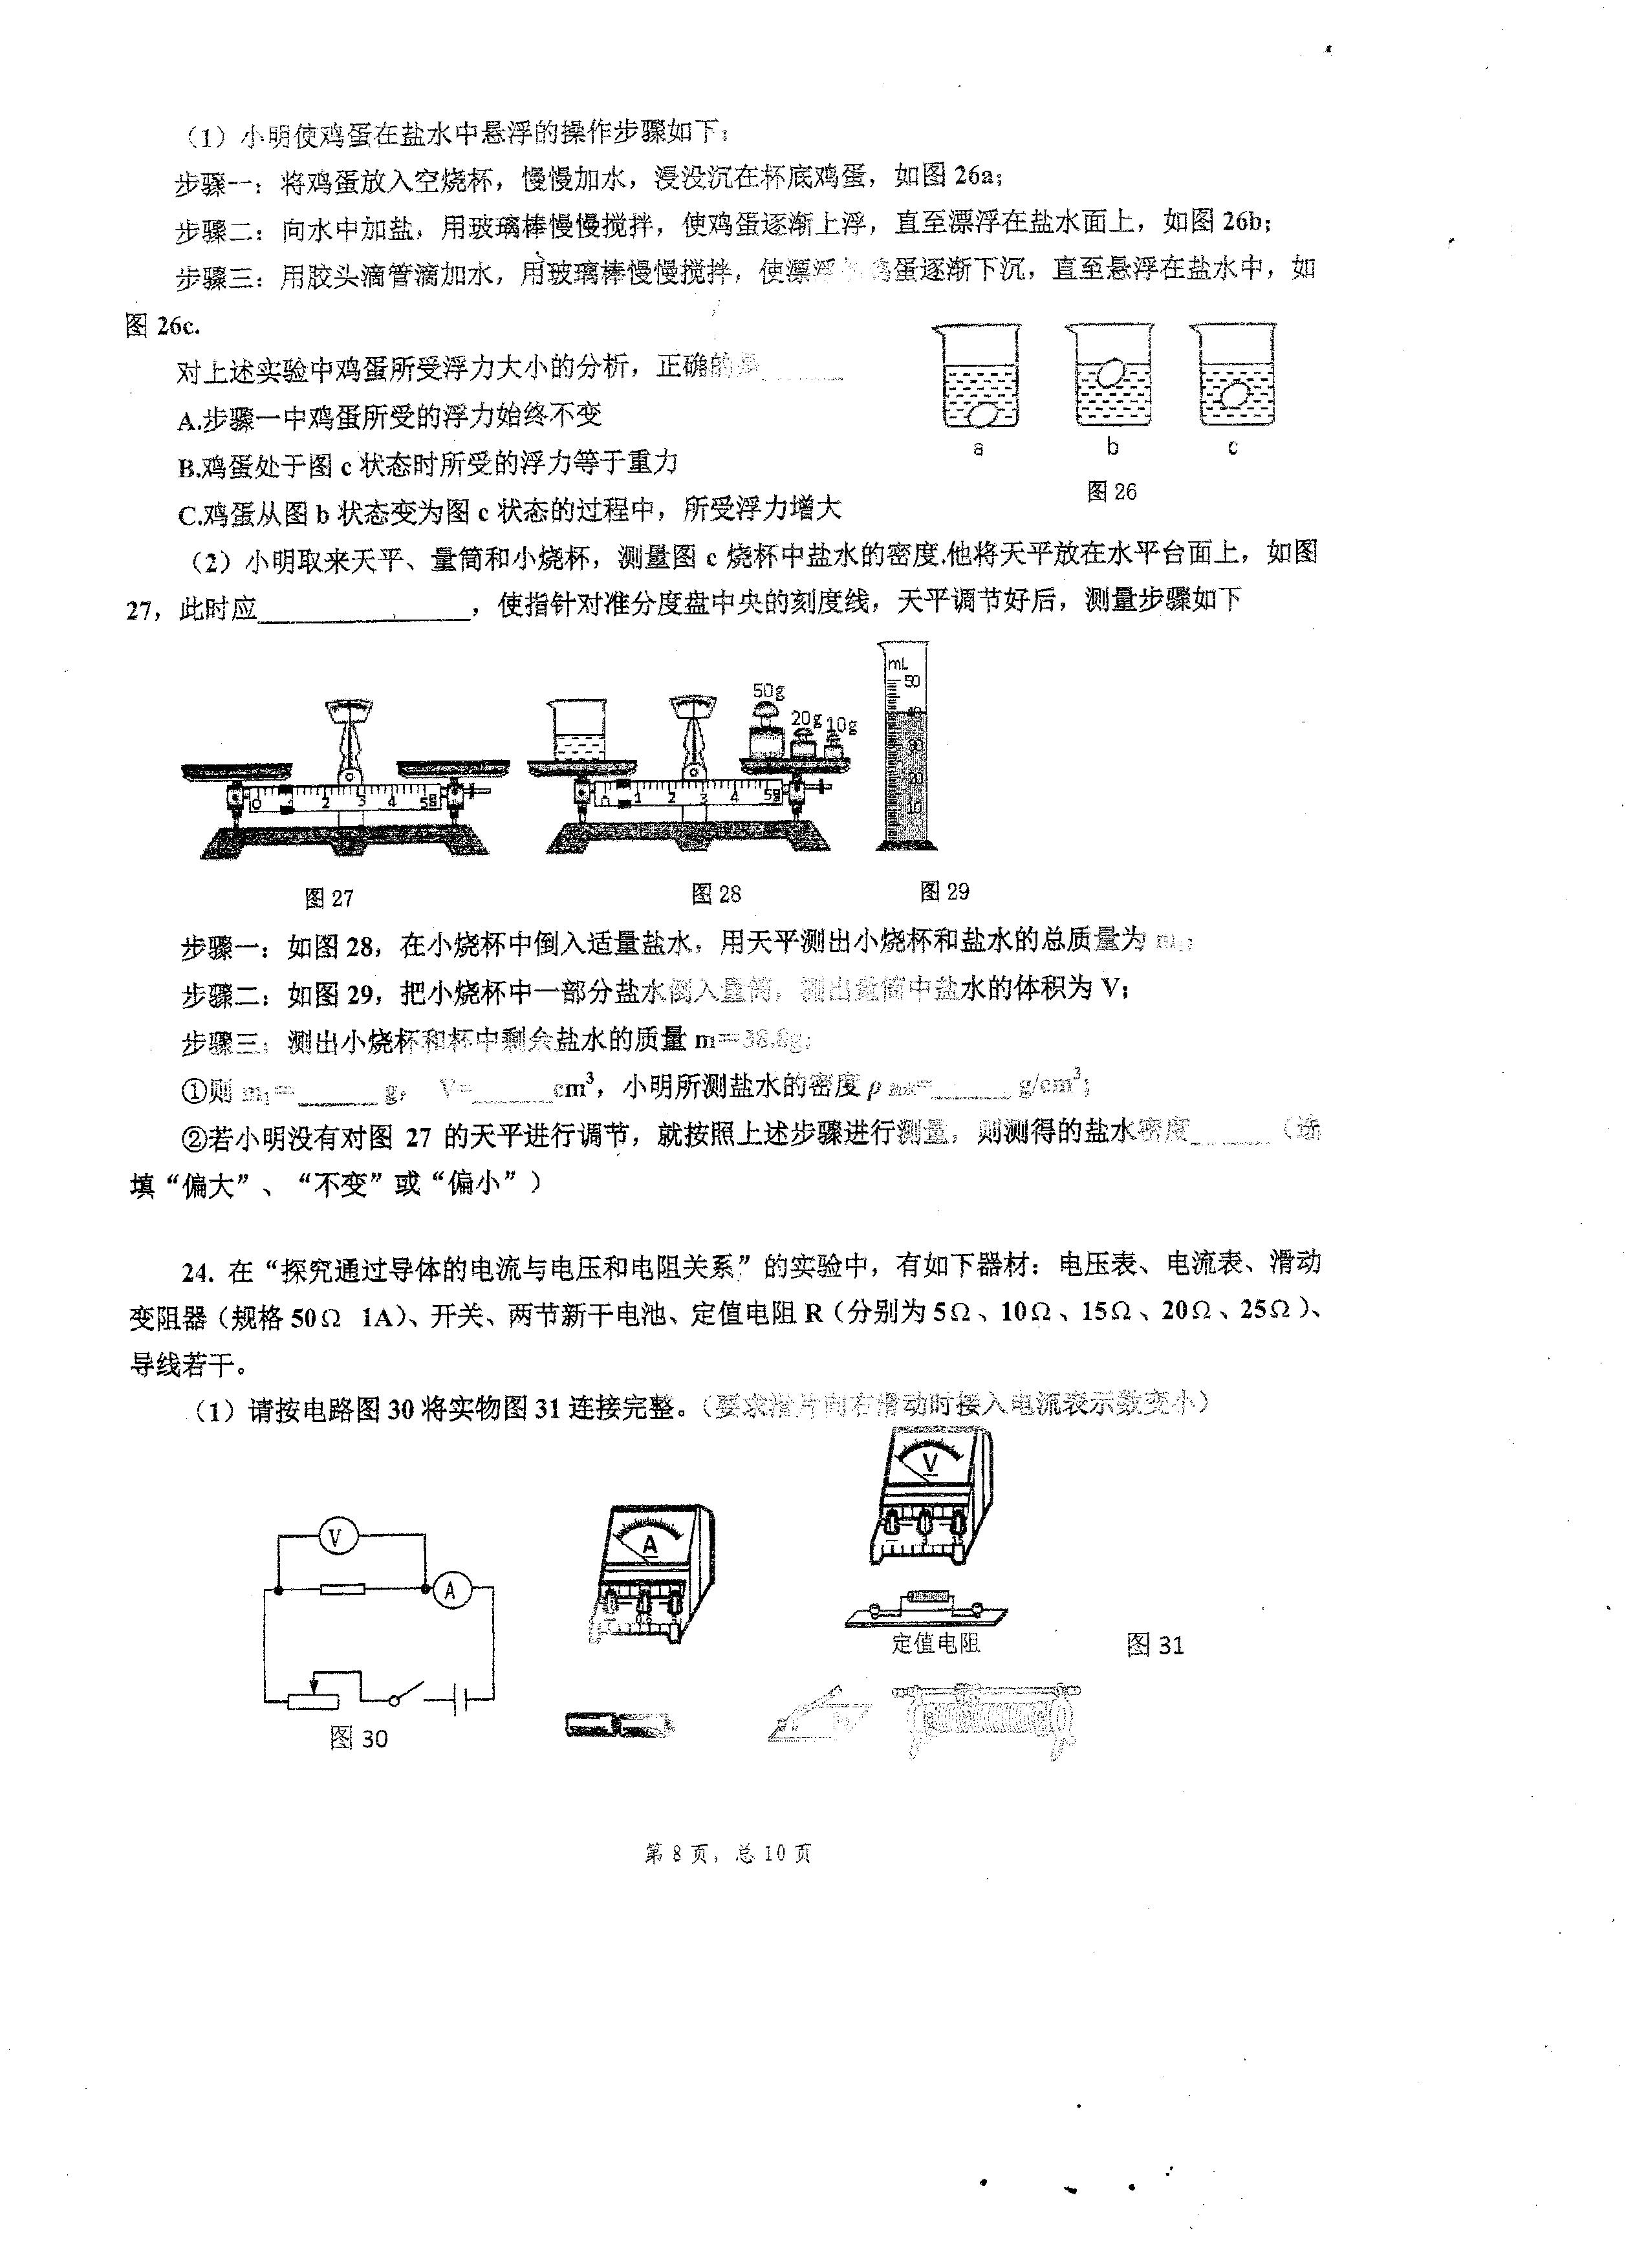 （1）小明使鸡蛋在盐水中悬浮的操作步骤如下：
步骤一：将鸡蛋放入空烧杯，慢慢加水，浸没沉在杯底鸡蛋，如图 26a；
步骤二：向水中加盐，用玻璃棒慢慢搅拌，使鸡蛋逐渐上浮，直至漂浮在盐水面上，如图 26b；
步骤三：用胶头滴管滴加水，用玻璃棒慢慢搅拌，使漂浮鸡蛋逐渐下沉，直至悬浮在盐水中，如
图 26c.
对上述实验中鸡蛋所受浮力大小的分析，正确的是______
A.步骤一中鸡蛋所受的浮力始终不变
B.鸡蛋处于图 c 状态时所受的浮力等于重力
C.鸡蛋从图 b 状态变为图 c 状态的过程中，所受浮力增大
a b c
图 26
（2）小明取来天平、量筒和小烧杯，测量图 c 烧杯中盐水的密度.他将天平放在水平台面上，如图
27，此时应________________，使指针对准分度盘中央的刻度线，天平调节好后，测量步骤如下
0 1 2 3 4 5g
50g 20g 10g
1 2 3 4 5g
mL
50
40
30
20
10
图 27 图 28 图 29
步骤一：如图 28，在小烧杯中倒入适量盐水，用天平测出小烧杯和盐水的总质量为 m₁；
步骤二：如图 29，把小烧杯中一部分盐水倒入量筒，测出量筒中盐水的体积为 V；
步骤三：测出小烧杯和杯中剩余盐水的质量 m=38.8g；
①则 m₁=______g， V=______cm³，小明所测盐水的密度ρ盐水=______g/cm³；
②若小明没有对图 27 的天平进行调节，就按照上述步骤进行测量，则测得的盐水密度______（选
填“偏大”、“不变”或“偏小”）
24. 在“探究通过导体的电流与电压和电阻关系”的实验中，有如下器材：电压表、电流表、滑动
变阻器（规格 50Ω 1A）、开关、两节新干电池、定值电阻 R（分别为 5Ω、10Ω、15Ω、20Ω、25Ω）、
导线若干。
（1）请按电路图 30 将实物图 31 连接完整。（要求滑片向右滑动时接入电流表示数变小）
V
A
图 30
A
0.6
V
定值电阻
图 31
第 8 页，总 10 页